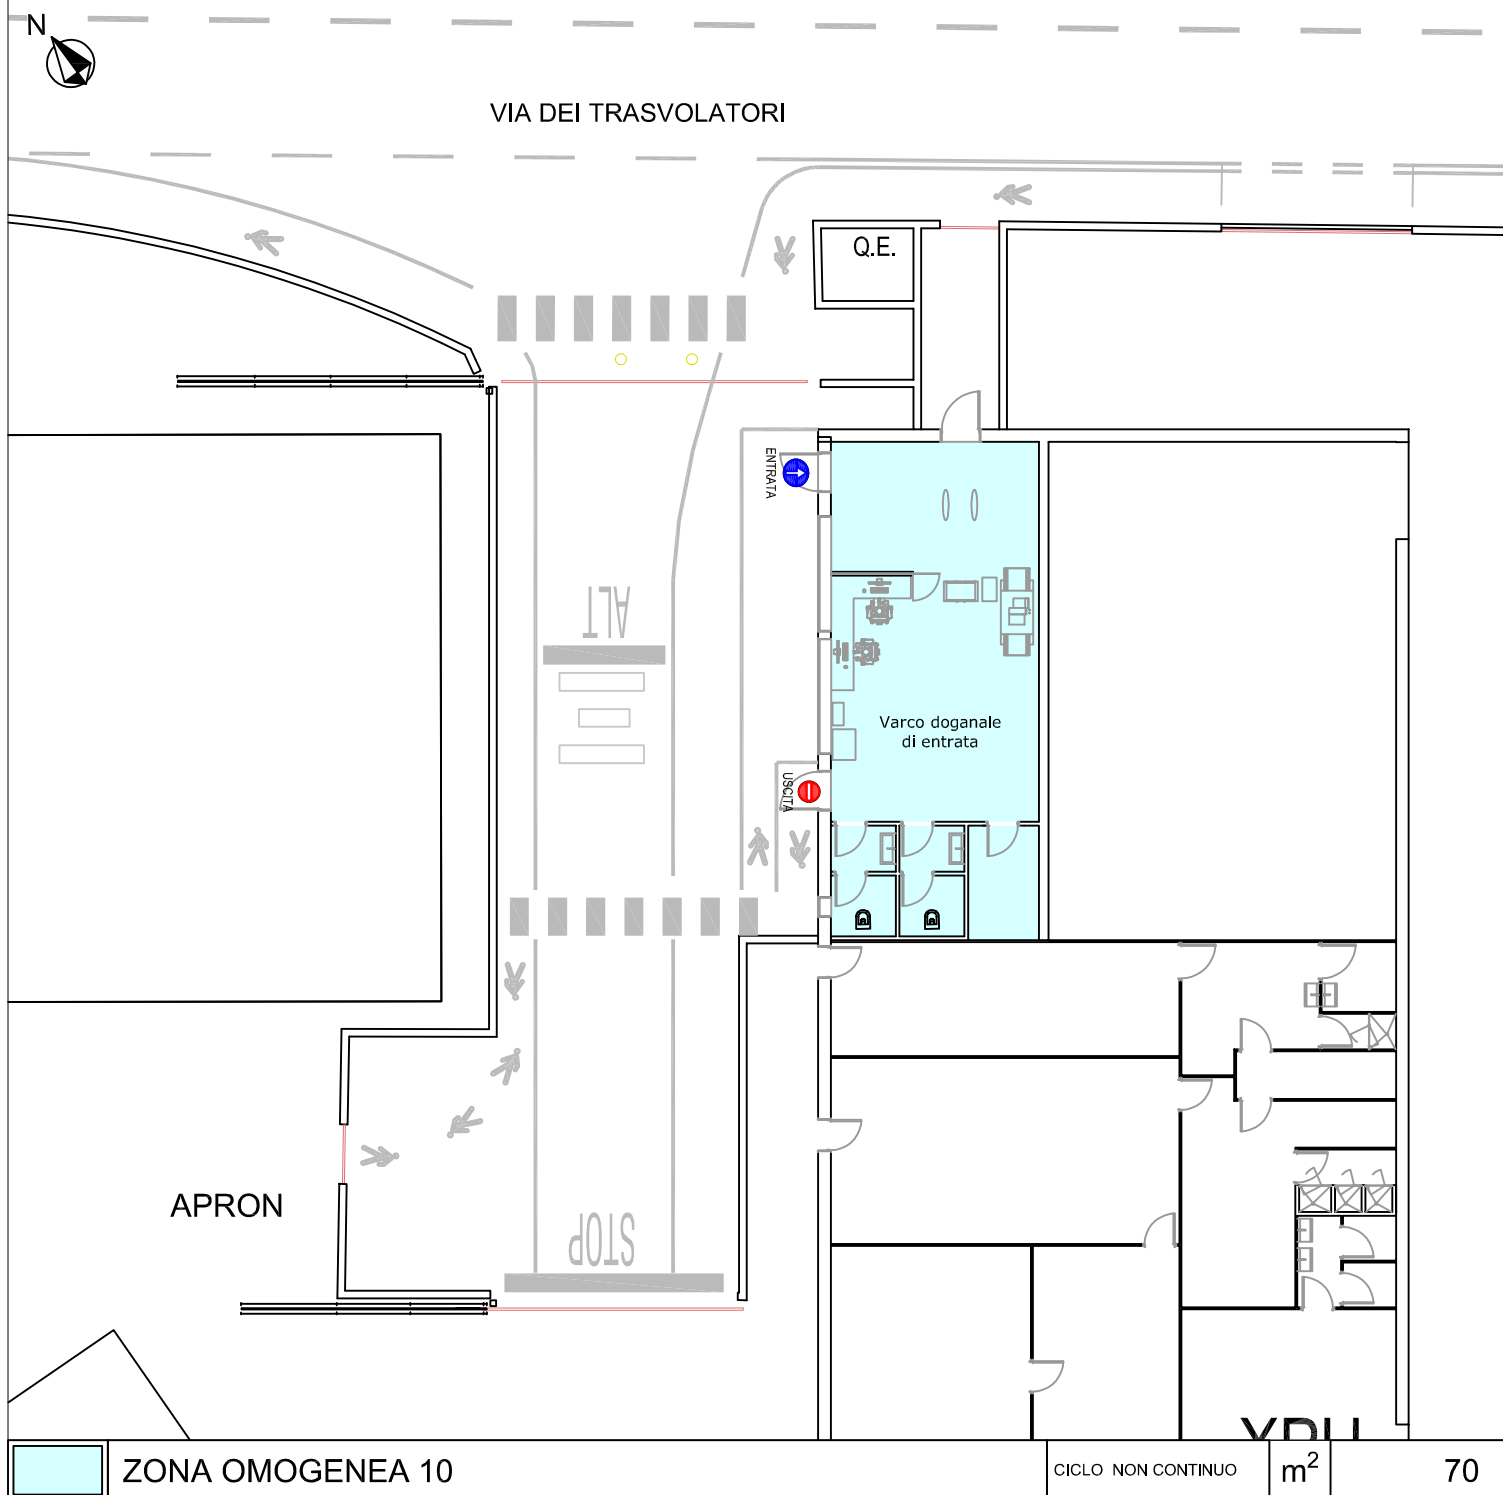 N
VIA DEI TRASVOLATORI
Q.E.
ENTRATA
ALT
Varco doganale
di entrata
USCITA
APRON
STOP
ZONA OMOGENEA 10
CICLO NON CONTINUO
m²
70